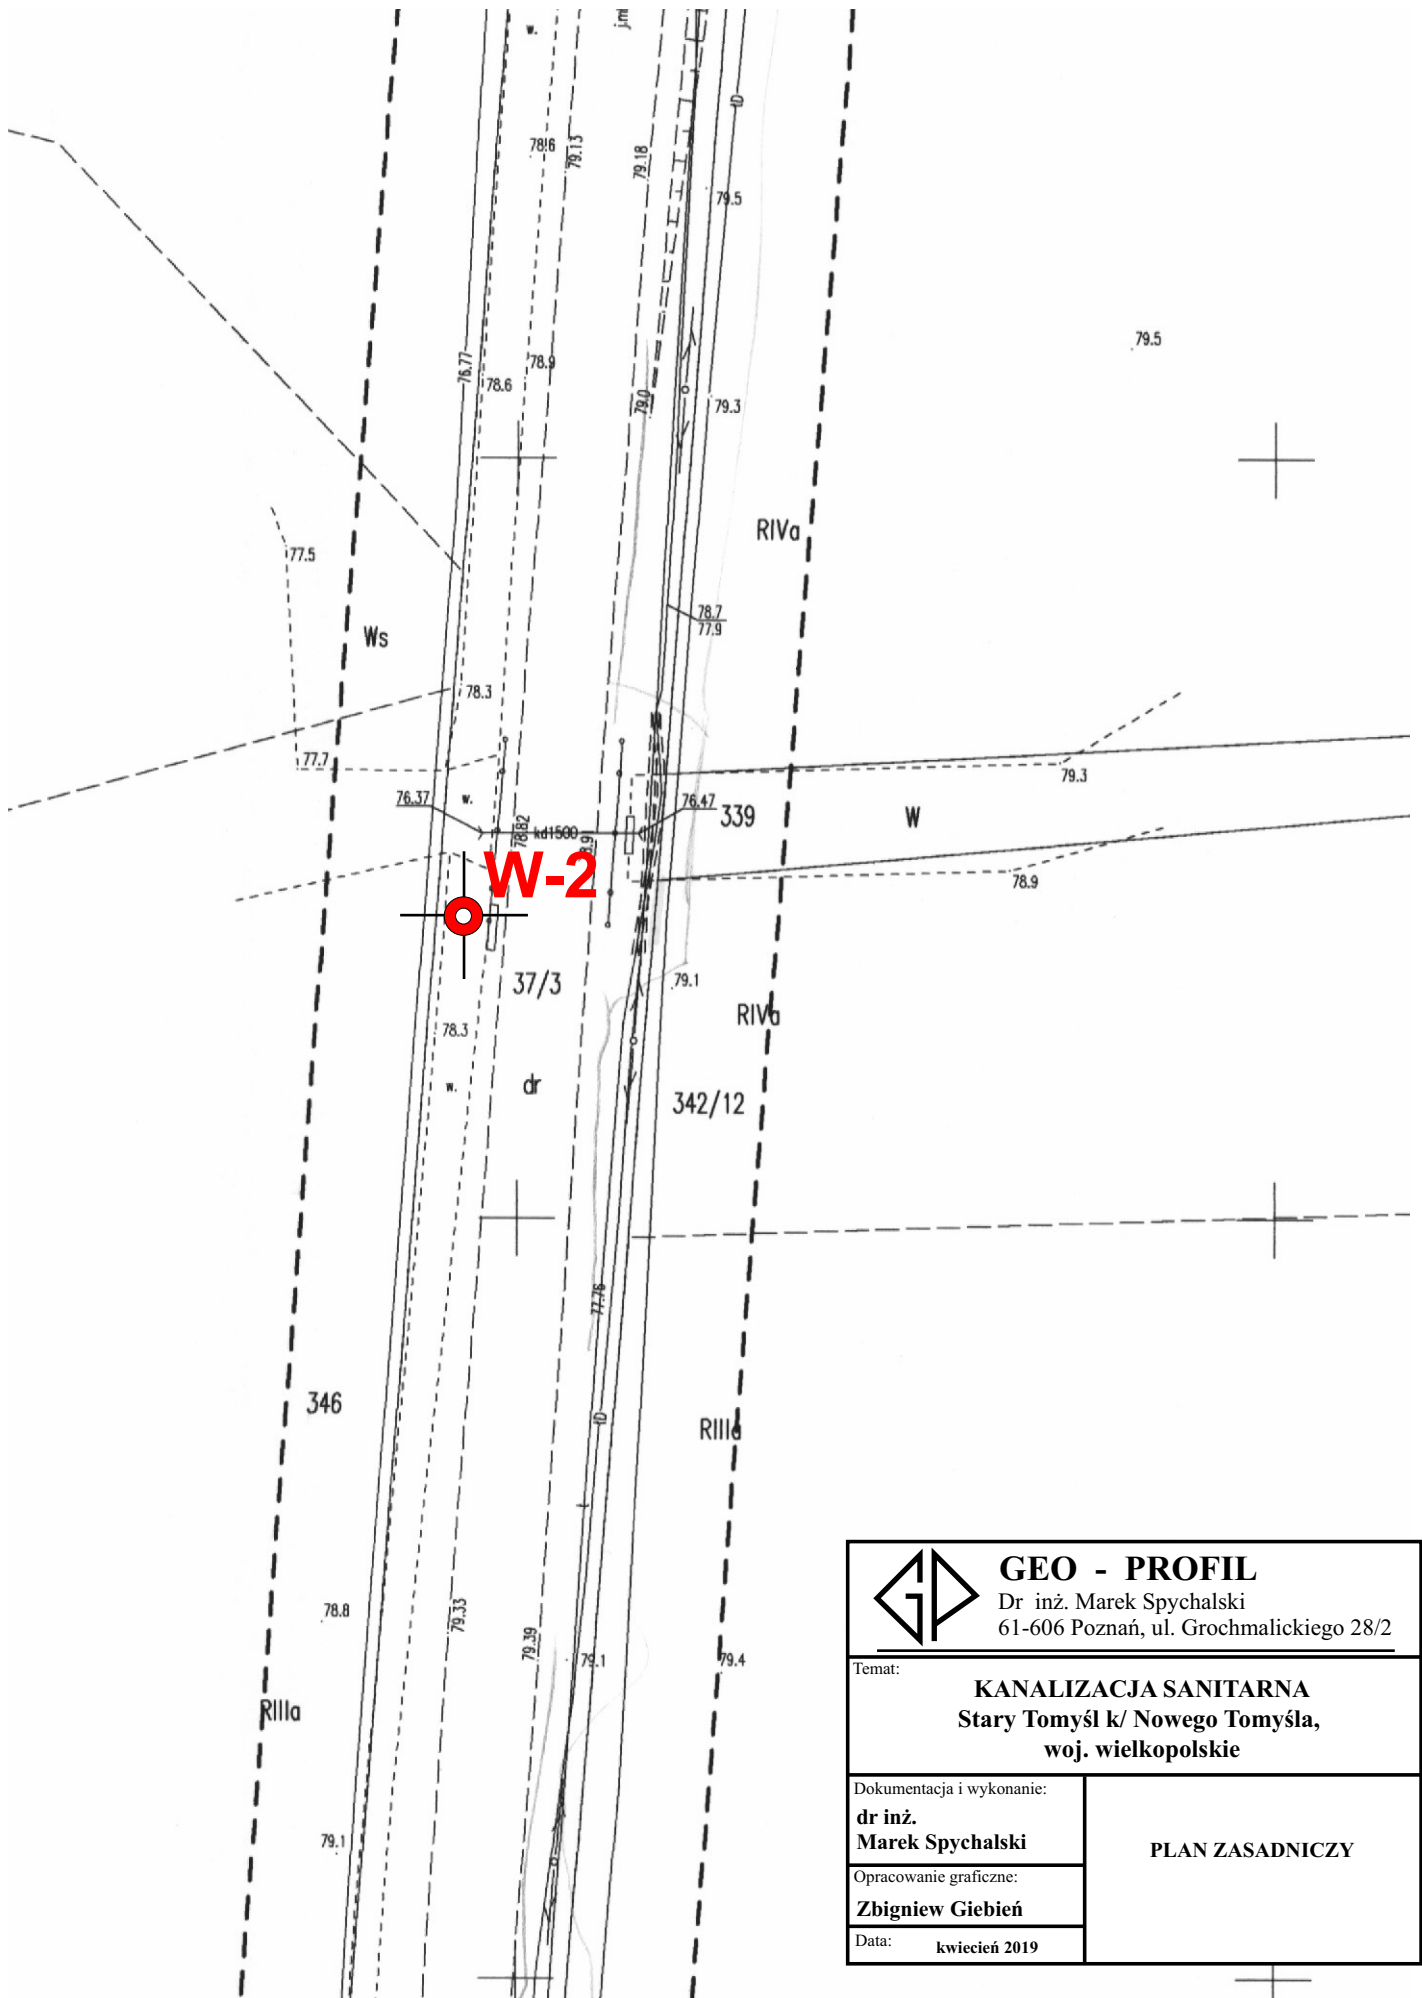 w.
j.m
tD
78.6
79.13
79.18
79.5
79.5
76.77
78.9
78.6
79.0
79.3
RIVa
77.5
78.7
77.9
Ws
78.3
77.7
79.3
76.37
w.
78.82
kd1500
76.47
339
W
W-2
78.9
37/3
79.1
RIVa
78.3
w.
dr
342/12
77.76
346
tD
RIIIa
78.8
79.33
79.39
79.1
79.4
RIIIa
79.1
GP
GEO - PROFIL
Dr inż. Marek Spychalski
61-606 Poznań, ul. Grochmalickiego 28/2
Temat:
KANALIZACJA SANITARNA
Stary Tomyśl k/ Nowego Tomyśla,
woj. wielkopolskie
Dokumentacja i wykonanie:
dr inż.
Marek Spychalski
PLAN ZASADNICZY
Opracowanie graficzne:
Zbigniew Giebień
Data: kwiecień 2019